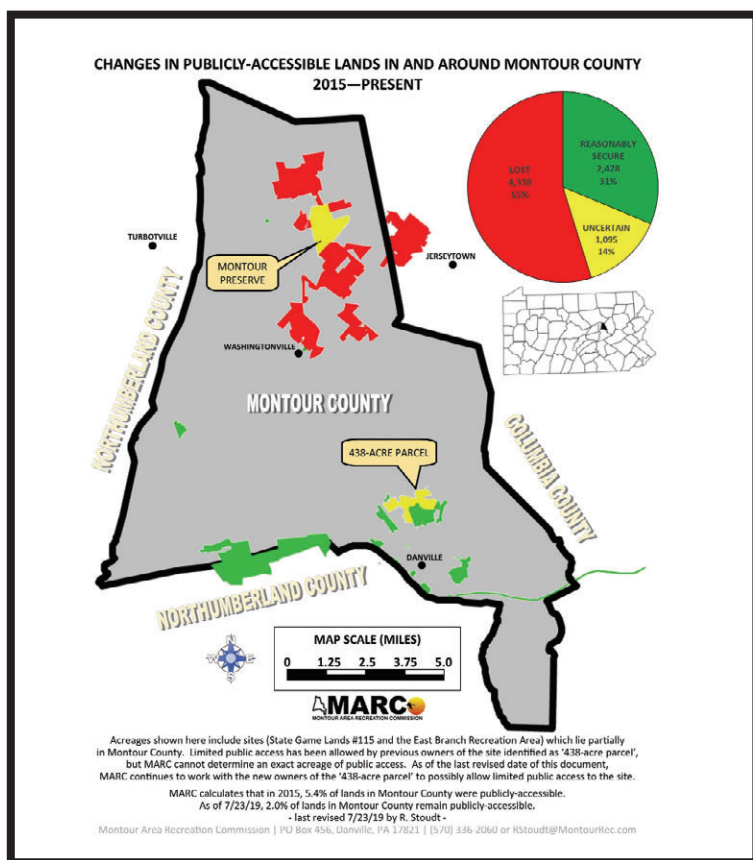 CHANGES IN PUBLICLY-ACCESSIBLE LANDS IN AND AROUND MONTOUR COUNTY
2015—PRESENT
REASONABLY
SECURE
2,478
31%
LOST
4,338
55%
UNCERTAIN
1,095
14%
TURBOTVILLE
JERSEYTOWN
MONTOUR
PRESERVE
NORTHUMBERLAND COUNTY
WASHINGTONVILLE
MONTOUR COUNTY
COLUMBIA COUNTY
438-ACRE PARCEL
DANVILLE
NORTHUMBERLAND COUNTY
N
W E
S
MAP SCALE (MILES)
0 1.25 2.5 3.75 5.0
MARC
MONTOUR AREA RECREATION COMMISSION
Acreages shown here include sites (State Game Lands #115 and the East Branch Recreation Area) which lie partially
in Montour County. Limited public access has been allowed by previous owners of the site identified as '438-acre parcel',
but MARC cannot determine an exact acreage of public access. As of the last revised date of this document,
MARC continues to work with the new owners of the '438-acre parcel' to possibly allow limited public access to the site.
MARC calculates that in 2015, 5.4% of lands in Montour County were publicly-accessible.
As of 7/23/19, 2.0% of lands in Montour County remain publicly-accessible.
- last revised 7/23/19 by R. Stoudt -
Montour Area Recreation Commission | PO Box 456, Danville, PA 17821 | (570) 336-2060 or RStoudt@MontourRec.com